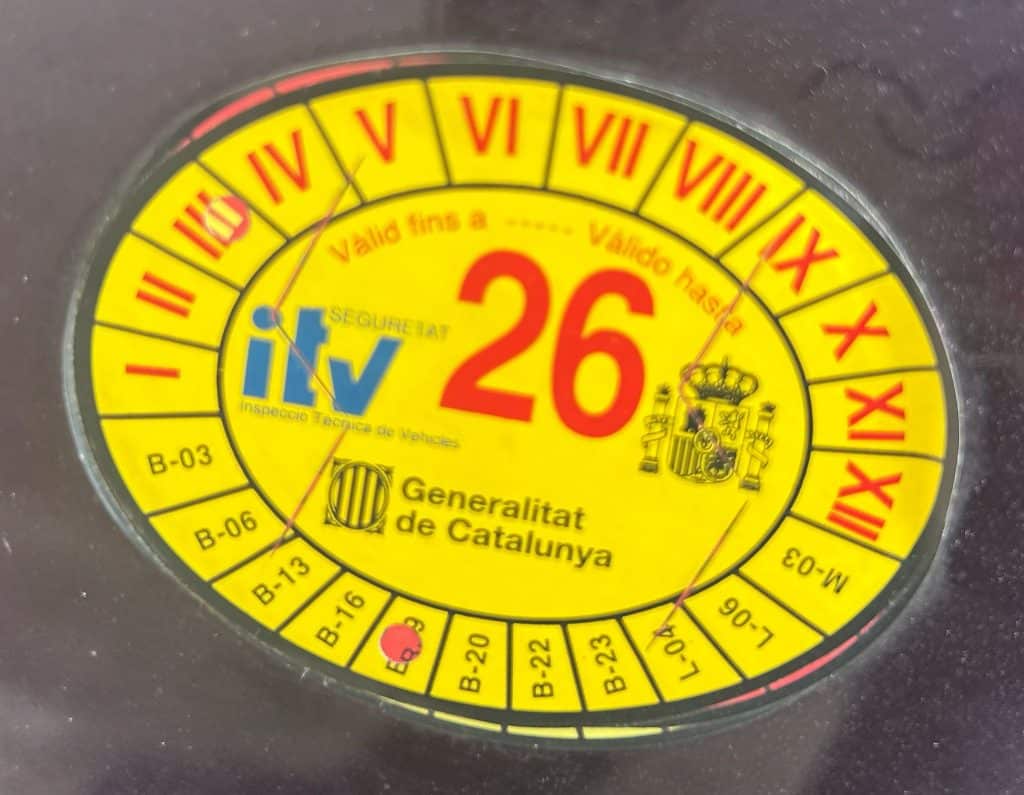 I
II
III
IV
V
VI
VII
VIII
IX
X
XI
XII
Vàlid fins a ----- Válido hasta
26
SEGURETAT
itv
Inspecció Tècnica de Vehicles
Generalitat
de Catalunya
B-03
B-06
B-13
B-16
B-20
B-22
B-23
L-04
L-06
M-03